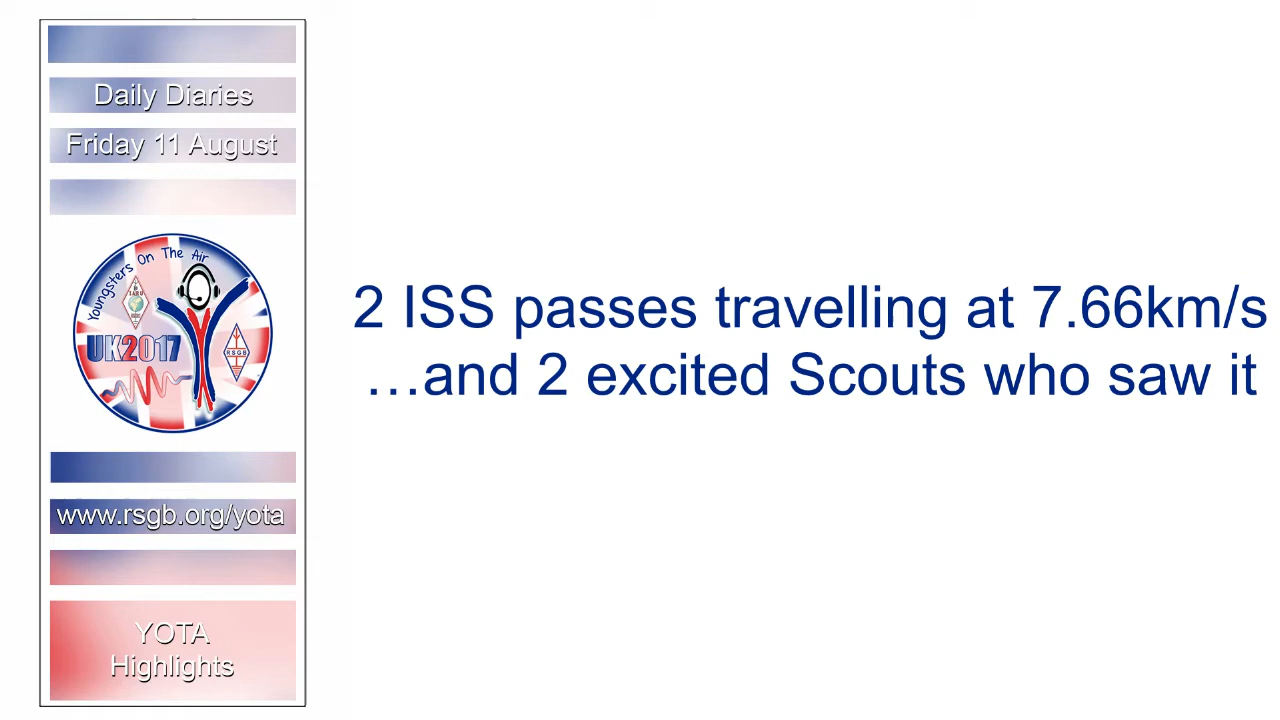 Daily Diaries
Friday 11 August
Youngsters On The Air
IARU
UK2017
RSGB
www.rsgb.org/yota
YOTA
Highlights
2 ISS passes travelling at 7.66km/s
…and 2 excited Scouts who saw it